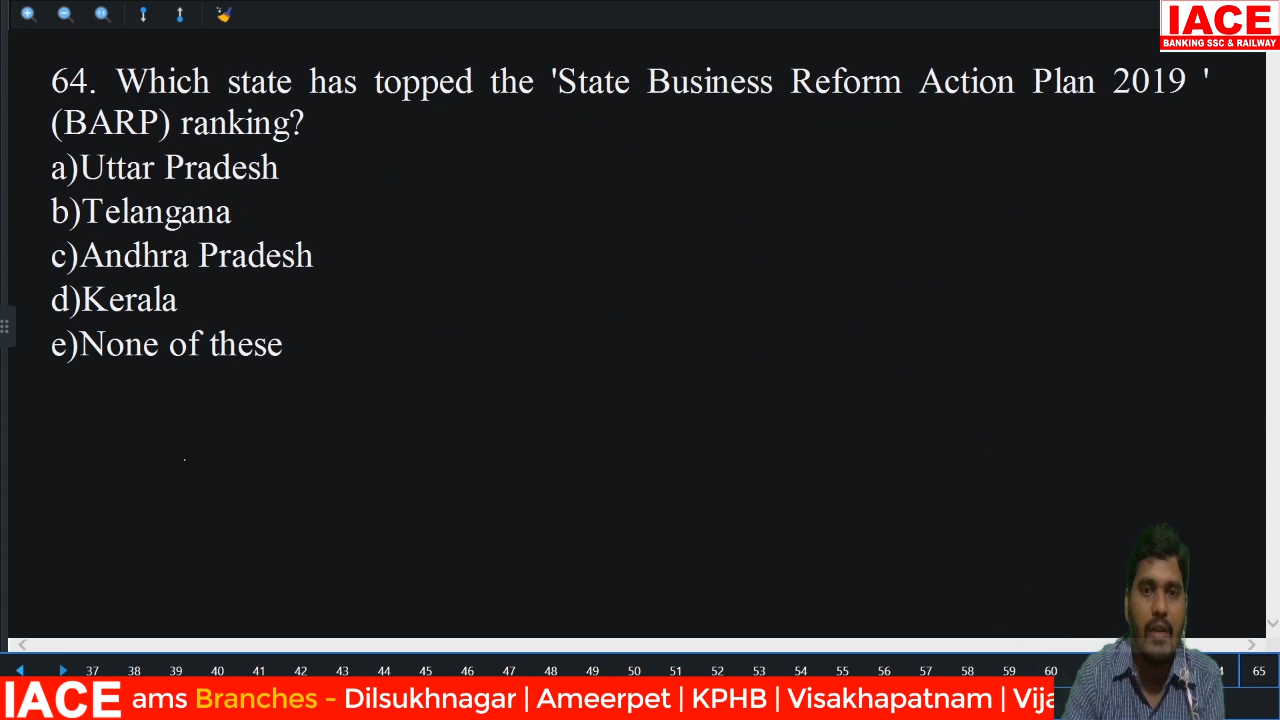 IACE
BANKING SSC & RAILWAY
64. Which state has topped the 'State Business Reform Action Plan 2019 '
(BARP) ranking?
a)Uttar Pradesh
b)Telangana
c)Andhra Pradesh
d)Kerala
e)None of these
37 38 39 40 41 42 43 44 45 46 47 48 49 50 51 52 53 54 55 56 57 58 59 60 65
IACE ams Branches - Dilsukhnagar | Ameerpet | KPHB | Visakhapatnam | Vija